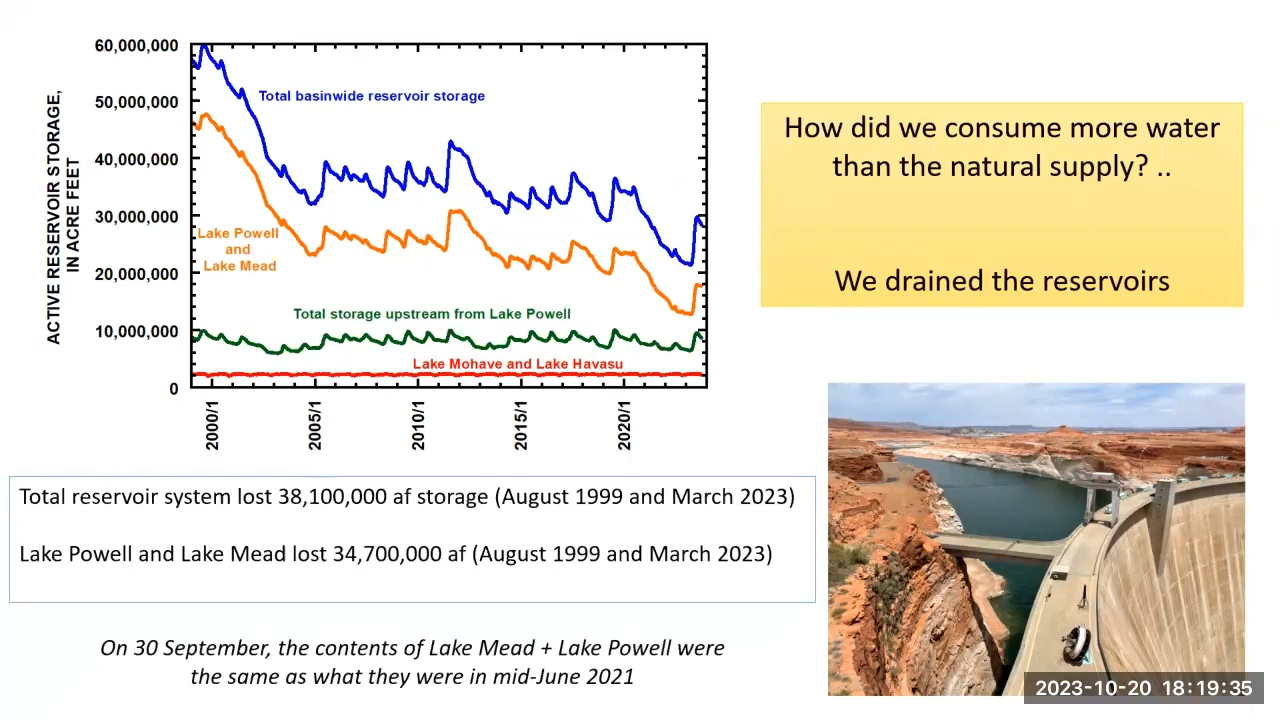 ACTIVE RESERVOIR STORAGE,
IN ACRE FEET
60,000,000
50,000,000
40,000,000
30,000,000
20,000,000
10,000,000
0
Total basinwide reservoir storage
Lake Powell
and
Lake Mead
Total storage upstream from Lake Powell
Lake Mohave and Lake Havasu
2000/1
2005/1
2010/1
2015/1
2020/1
How did we consume more water
than the natural supply? ..
We drained the reservoirs
Total reservoir system lost 38,100,000 af storage (August 1999 and March 2023)
Lake Powell and Lake Mead lost 34,700,000 af (August 1999 and March 2023)
On 30 September, the contents of Lake Mead + Lake Powell were
the same as what they were in mid-June 2021
2023-10-20 18:19:35